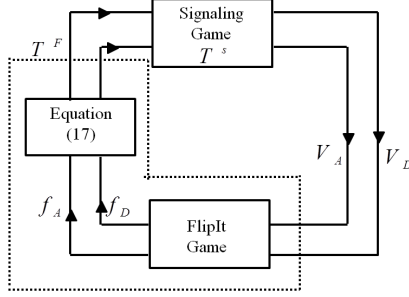 Signaling
Game
T s
T F
Equation
(17)
V A
V D
f A
f D
FlipIt
Game